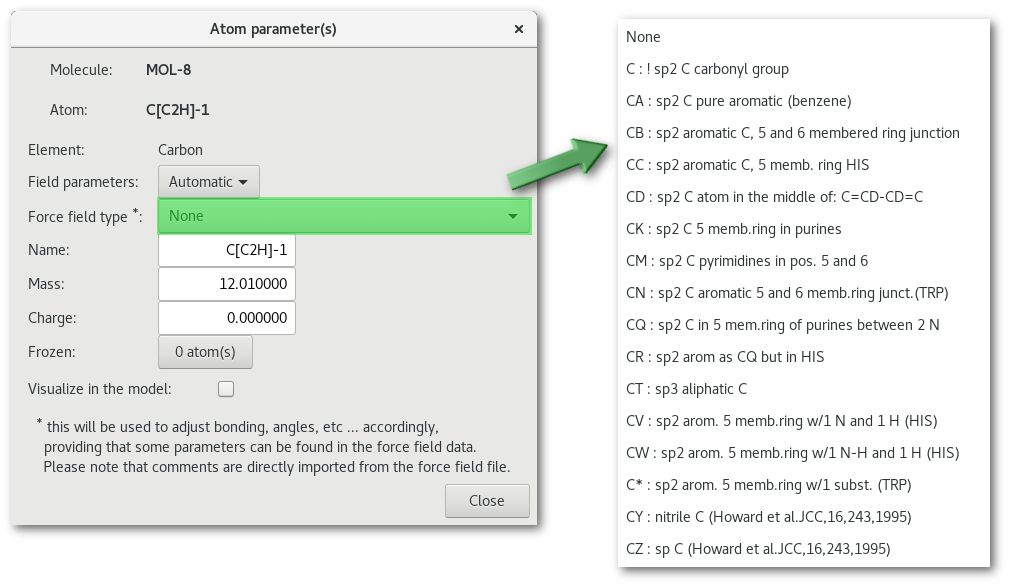 Atom parameter(s) ×
Molecule: MOL-8
Atom: C[C2H]-1
Element: Carbon
Field parameters: Automatic
Force field type *: None
Name: C[C2H]-1
Mass: 12.010000
Charge: 0.000000
Frozen: 0 atom(s)
Visualize in the model:
* this will be used to adjust bonding, angles, etc ... accordingly,
providing that some parameters can be found in the force field data.
Please note that comments are directly imported from the force field file.
Close
None
C : ! sp2 C carbonyl group
CA : sp2 C pure aromatic (benzene)
CB : sp2 aromatic C, 5 and 6 membered ring junction
CC : sp2 aromatic C, 5 memb. ring HIS
CD : sp2 C atom in the middle of: C=CD-CD=C
CK : sp2 C 5 memb.ring in purines
CM : sp2 C pyrimidines in pos. 5 and 6
CN : sp2 C aromatic 5 and 6 memb.ring junct.(TRP)
CQ : sp2 C in 5 mem.ring of purines between 2 N
CR : sp2 arom as CQ but in HIS
CT : sp3 aliphatic C
CV : sp2 arom. 5 memb.ring w/1 N and 1 H (HIS)
CW : sp2 arom. 5 memb.ring w/1 N-H and 1 H (HIS)
C* : sp2 arom. 5 memb.ring w/1 subst. (TRP)
CY : nitrile C (Howard et al.JCC,16,243,1995)
CZ : sp C (Howard et al.JCC,16,243,1995)